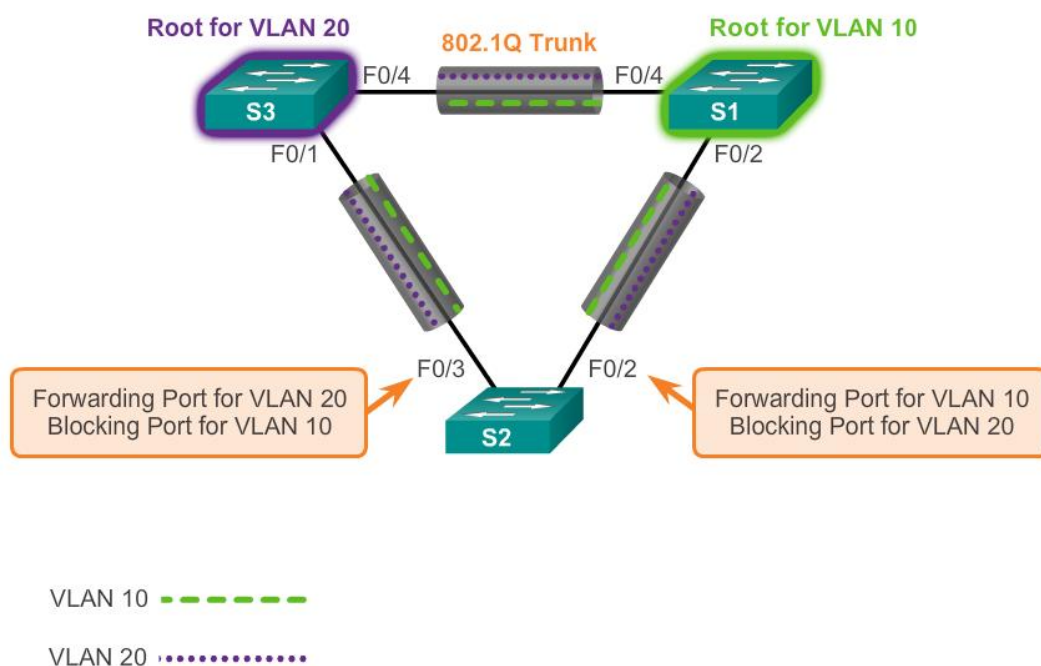 Root for VLAN 20
Root for VLAN 10
802.1Q Trunk
F0/4
F0/4
S3
S1
F0/1
F0/2
F0/3
F0/2
Forwarding Port for VLAN 20
Blocking Port for VLAN 10
Forwarding Port for VLAN 10
Blocking Port for VLAN 20
S2
VLAN 10
VLAN 20